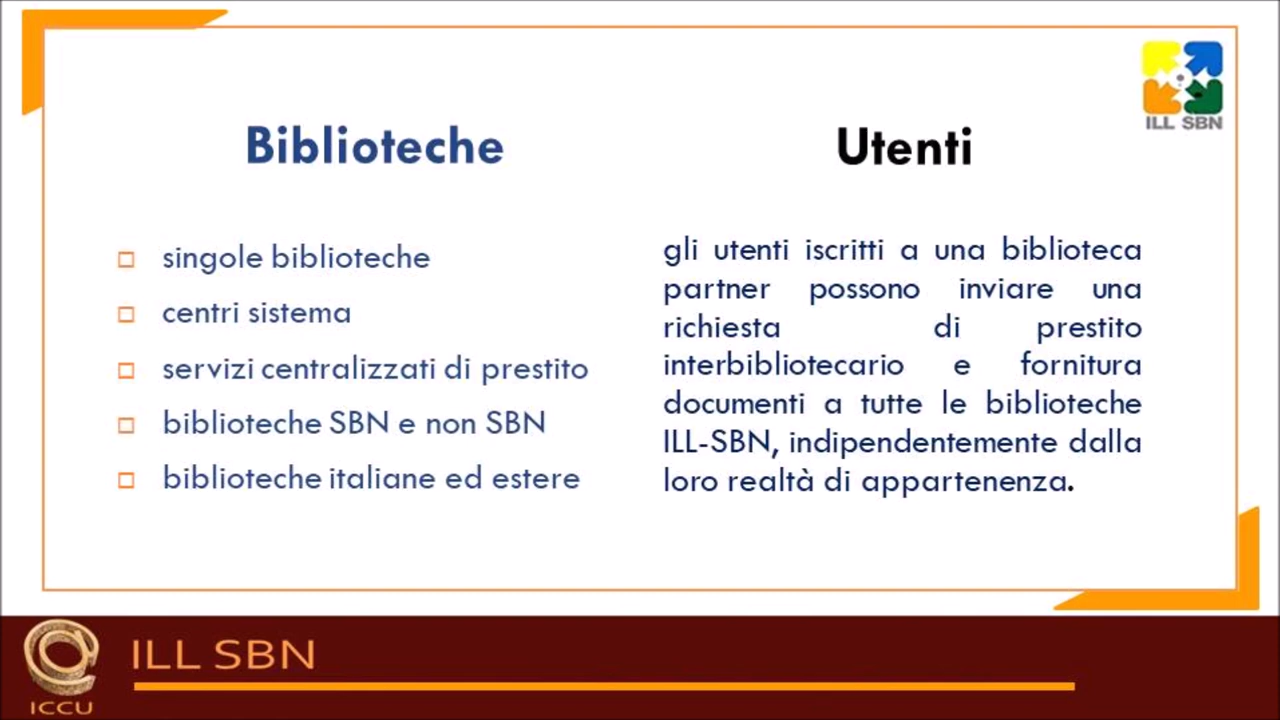 ILL SBN
Biblioteche
singole biblioteche
centri sistema
servizi centralizzati di prestito
biblioteche SBN e non SBN
biblioteche italiane ed estere
Utenti
gli utenti iscritti a una biblioteca
partner possono inviare una
richiesta di prestito
interbibliotecario e fornitura
documenti a tutte le biblioteche
ILL-SBN, indipendentemente dalla
loro realtà di appartenenza.
ILL SBN
ICCU